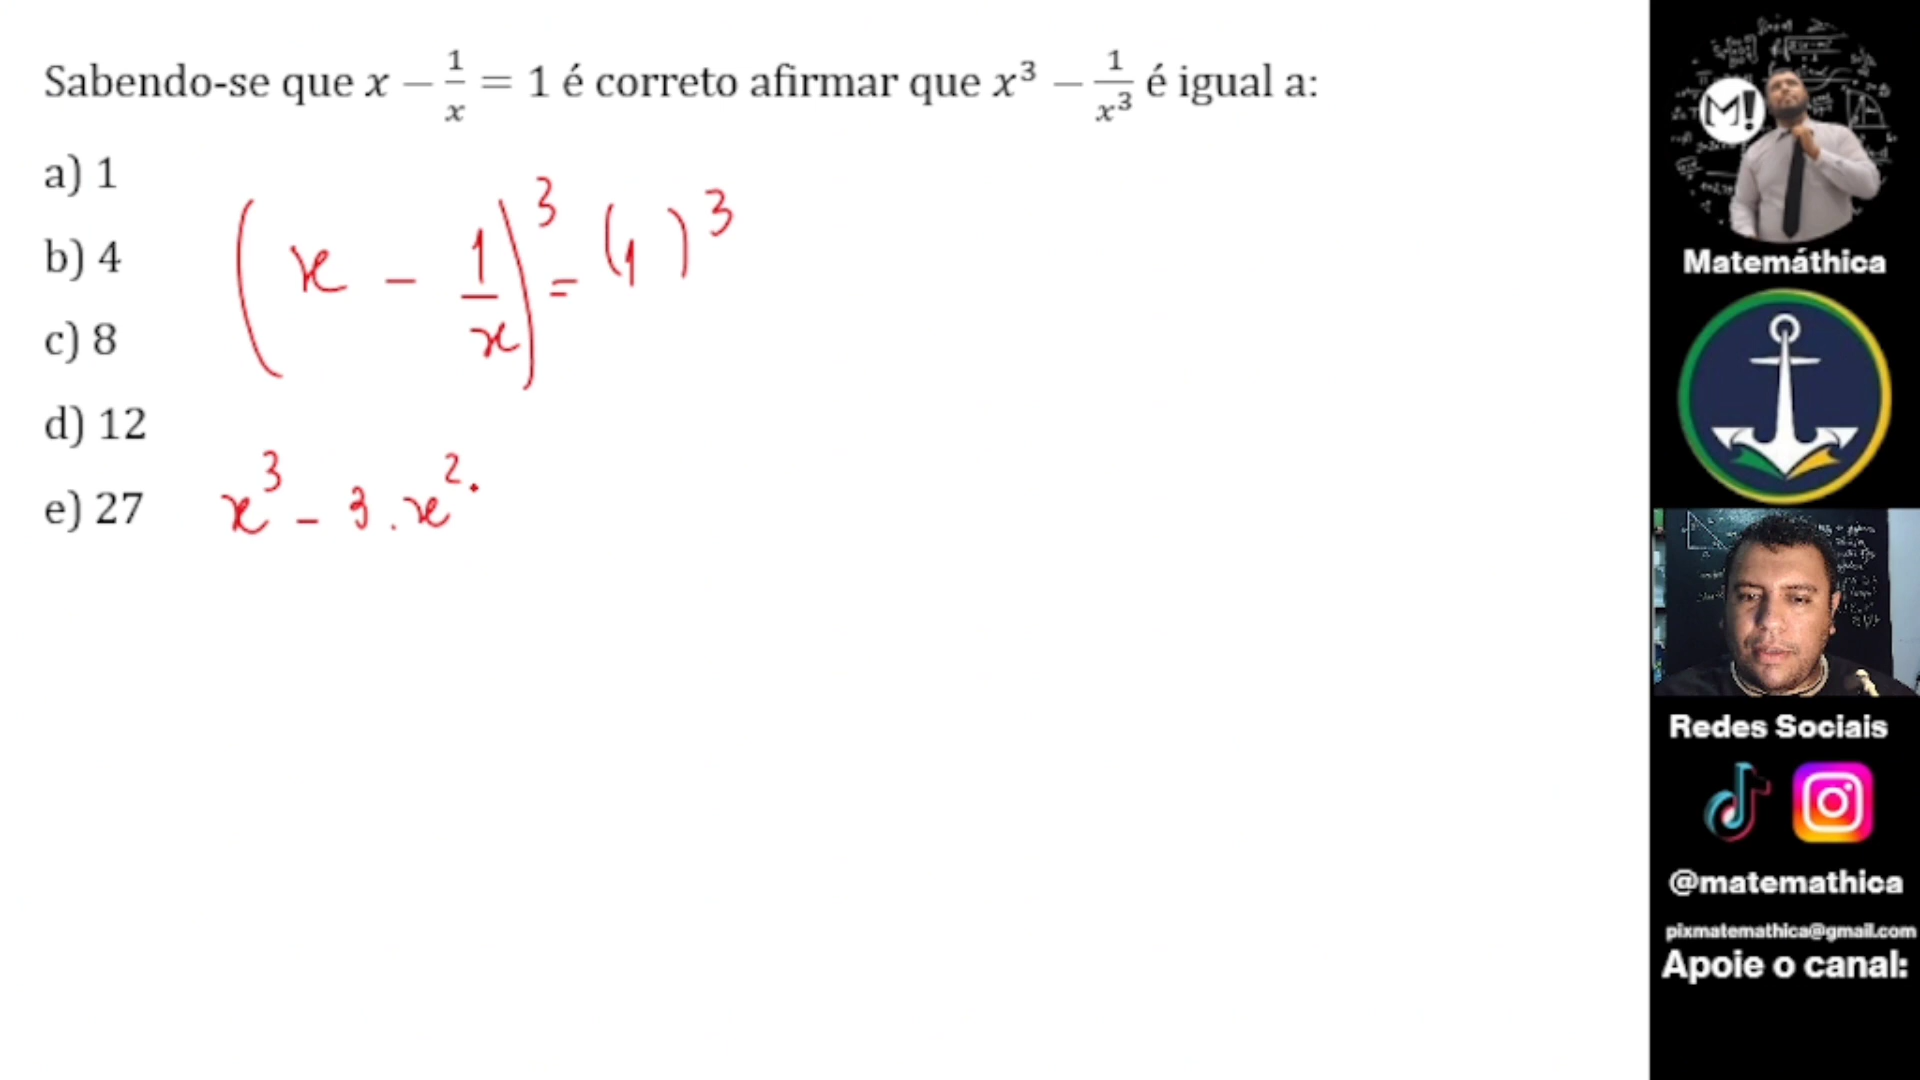 Sabendo-se que x − 1/x = 1 é correto afirmar que x³ − 1/x³ é igual a:
a) 1
b) 4
c) 8
d) 12
e) 27
(x − 1/x)³ = (1)³
x³ − 3 . x² .
M!
Matemáthica
Redes Sociais
@matemathica
pixmatemathica@gmail.com
Apoie o canal: